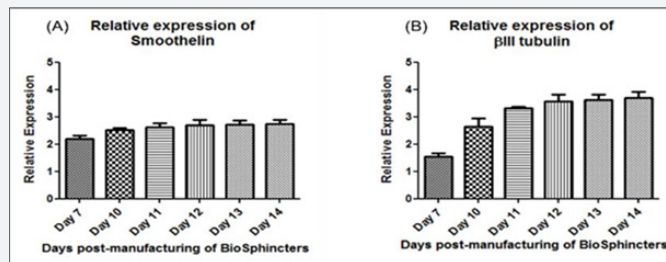 (A)
Relative expression of
Smoothelin
Relative Expression
5
4
3
2
1
0
Day 7
Day 10
Day 11
Day 12
Day 13
Day 14
Days post-manufacturing of BioSphincters
(B)
Relative expression of
βIII tubulin
Relative Expression
5
4
3
2
1
0
Day 7
Day 10
Day 11
Day 12
Day 13
Day 14
Days post-manufacturing of BioSphincters